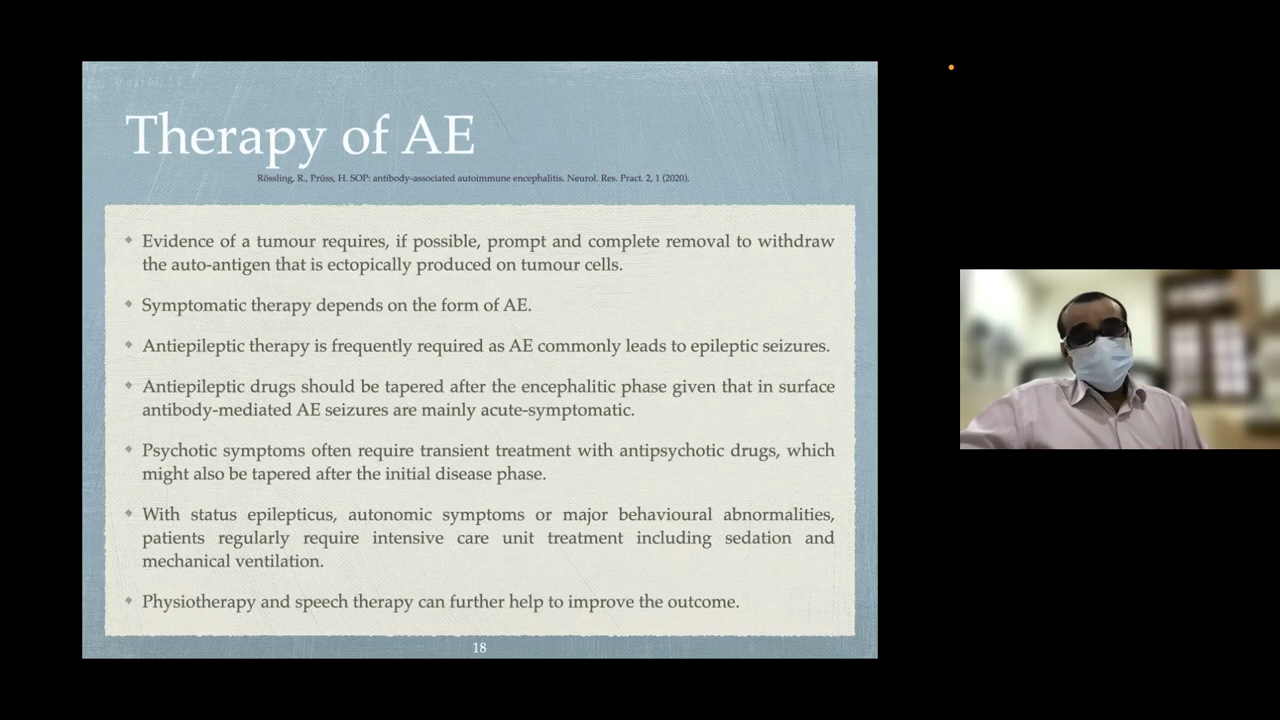 Therapy of AE
Rössling, R., Prüss, H. SOP: antibody-associated autoimmune encephalitis. Neurol. Res. Pract. 2, 1 (2020).
Evidence of a tumour requires, if possible, prompt and complete removal to withdraw
the auto-antigen that is ectopically produced on tumour cells.
Symptomatic therapy depends on the form of AE.
Antiepileptic therapy is frequently required as AE commonly leads to epileptic seizures.
Antiepileptic drugs should be tapered after the encephalitic phase given that in surface
antibody-mediated AE seizures are mainly acute-symptomatic.
Psychotic symptoms often require transient treatment with antipsychotic drugs, which
might also be tapered after the initial disease phase.
With status epilepticus, autonomic symptoms or major behavioural abnormalities,
patients regularly require intensive care unit treatment including sedation and
mechanical ventilation.
Physiotherapy and speech therapy can further help to improve the outcome.
18